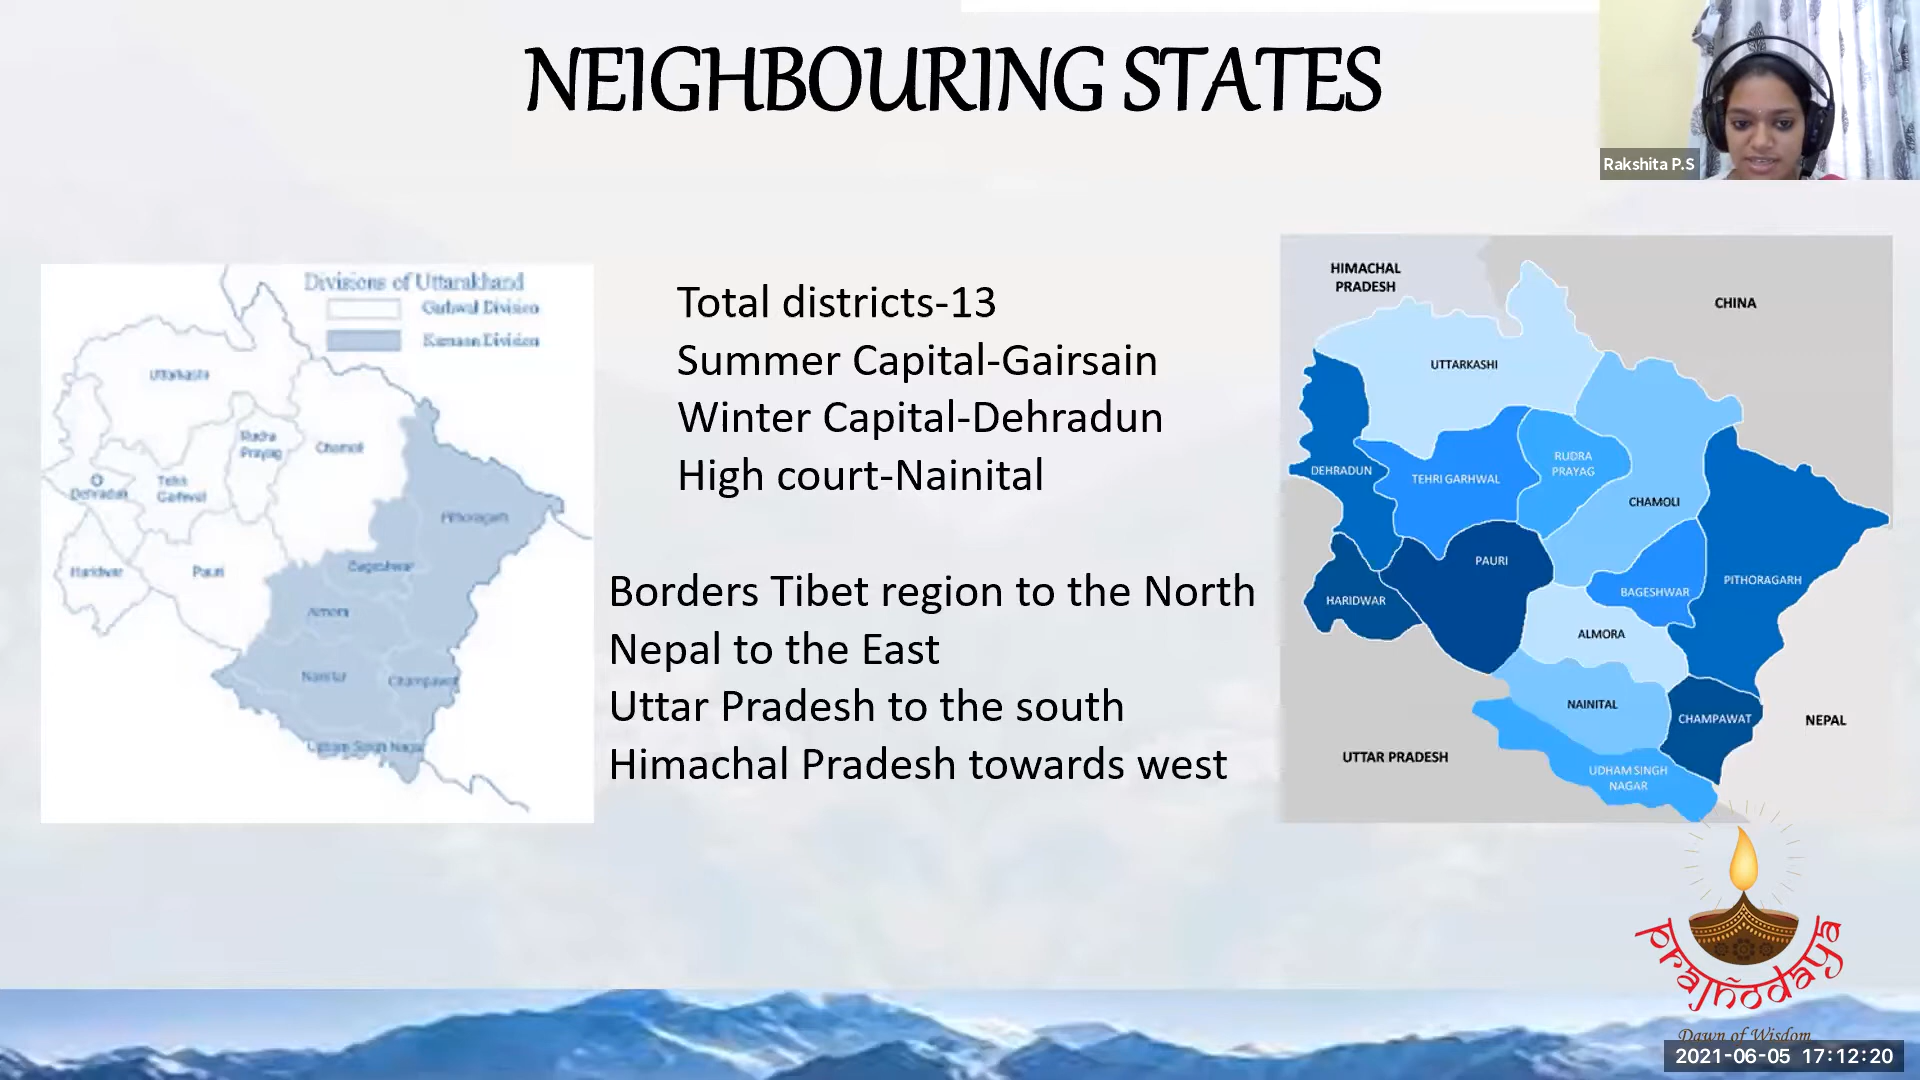 NEIGHBOURING STATES
Rakshita P.S
Divisions of Uttarakhand
Garhwal Division
Kumaon Division
Uttarkashi
Rudra
Prayag
Chamoli
Dehradun
Tehri
Garhwal
Pithoragarh
Haridwar
Pauri
Bageshwar
Almora
Nainital
Champawat
Udham Singh Nagar
Total districts-13
Summer Capital-Gairsain
Winter Capital-Dehradun
High court-Nainital
Borders Tibet region to the North
Nepal to the East
Uttar Pradesh to the south
Himachal Pradesh towards west
HIMACHAL
PRADESH
CHINA
UTTARKASHI
DEHRADUN
TEHRI GARHWAL
RUDRA
PRAYAG
CHAMOLI
PAURI
HARIDWAR
BAGESHWAR
PITHORAGARH
ALMORA
NAINITAL
CHAMPAWAT
NEPAL
UTTAR PRADESH
UDHAM SINGH
NAGAR
prajñodaya
Dawn of Wisdom
2021-06-05 17:12:20